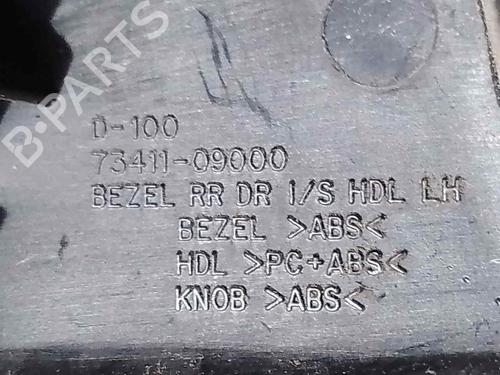 B-PARTS
D-100
73411-09000
BEZEL RR DR I/S HDL LH
BEZEL >ABS<
HDL >PC+ABS<
KNOB >ABS<